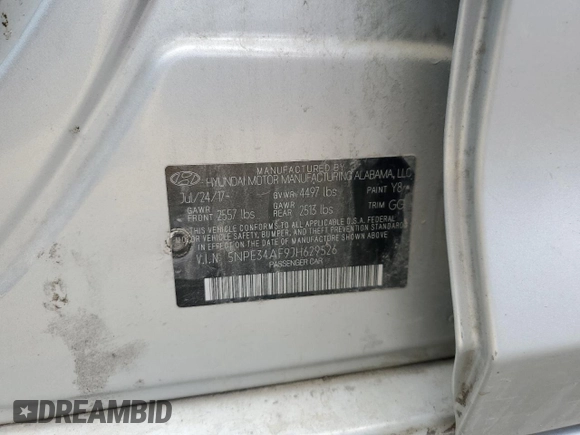 MANUFACTURED BY
HYUNDAI MOTOR MANUFACTURING ALABAMA, LLC
Jul/24/17 GVWR 4497 lbs PAINT Y8
GAWR FRONT 2557 lbs GAWR REAR 2513 lbs TRIM GG
THIS VEHICLE CONFORMS TO ALL APPLICABLE U.S.A. FEDERAL
MOTOR VEHICLE SAFETY, BUMPER, AND THEFT PREVENTION STANDARDS
IN EFFECT ON THE DATE OF MANUFACTURE SHOWN ABOVE.
V.I.N: 5NPE34AF9JH629526
PASSENGER CAR
DREAMBID